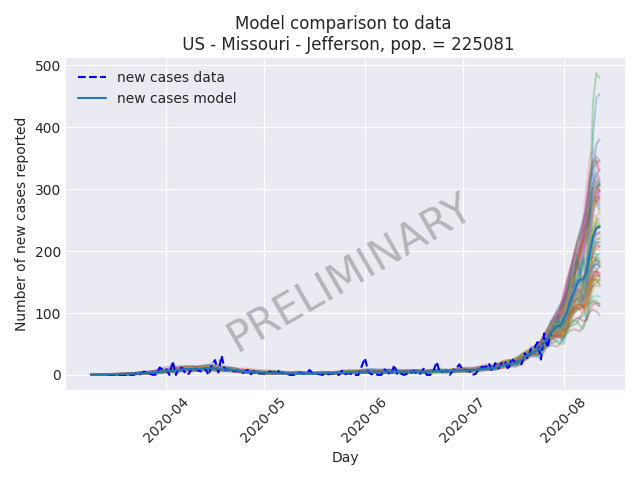 Model comparison to data
US - Missouri - Jefferson, pop. = 225081
new cases data
new cases model
Number of new cases reported
500
400
300
200
100
0
PRELIMINARY
2020-04
2020-05
2020-06
2020-07
2020-08
Day